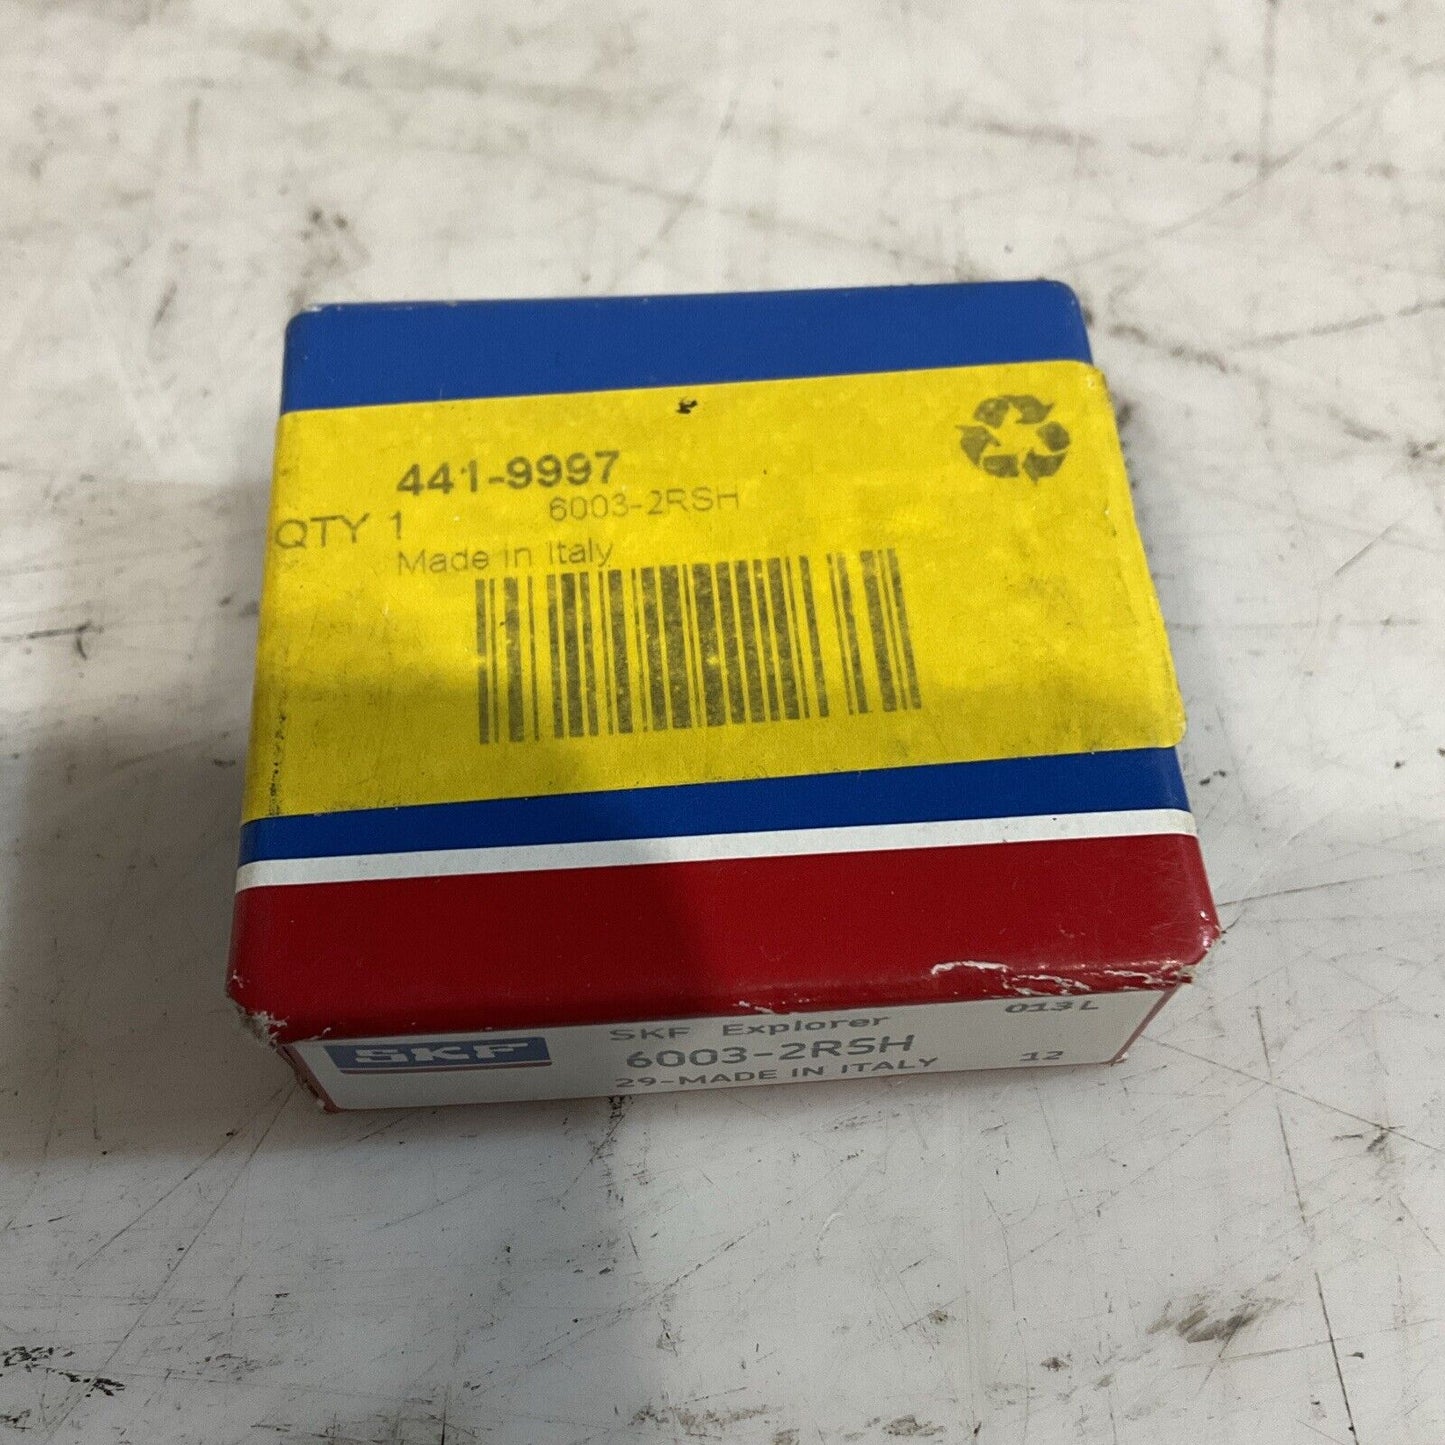 441-9997
6003-2RSH
QTY 1
Made in Italy
SKF
SKF Explorer
013L
6003-2RSH
29-MADE IN ITALY
12